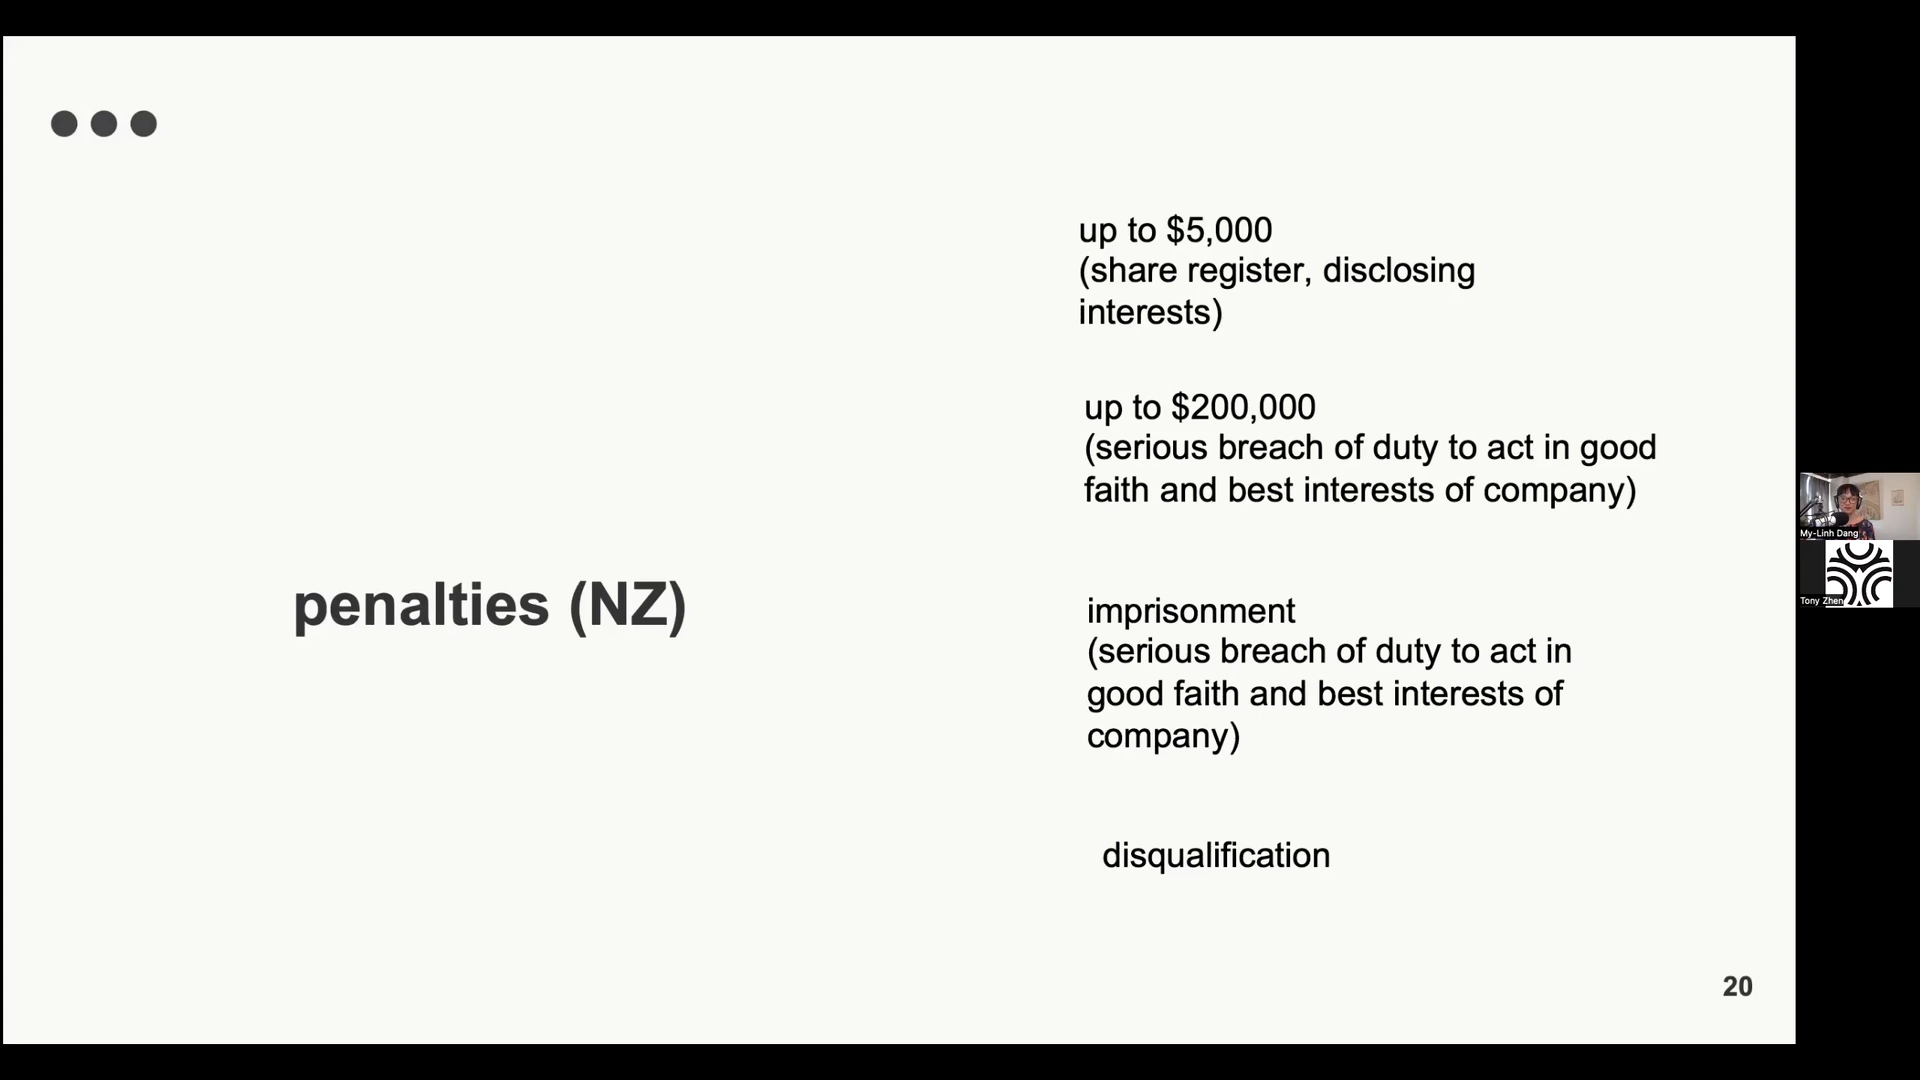 penalties (NZ)
up to $5,000
(share register, disclosing
interests)
up to $200,000
(serious breach of duty to act in good
faith and best interests of company)
imprisonment
(serious breach of duty to act in
good faith and best interests of
company)
disqualification
20
My-Linh Dang
Tony Zhen